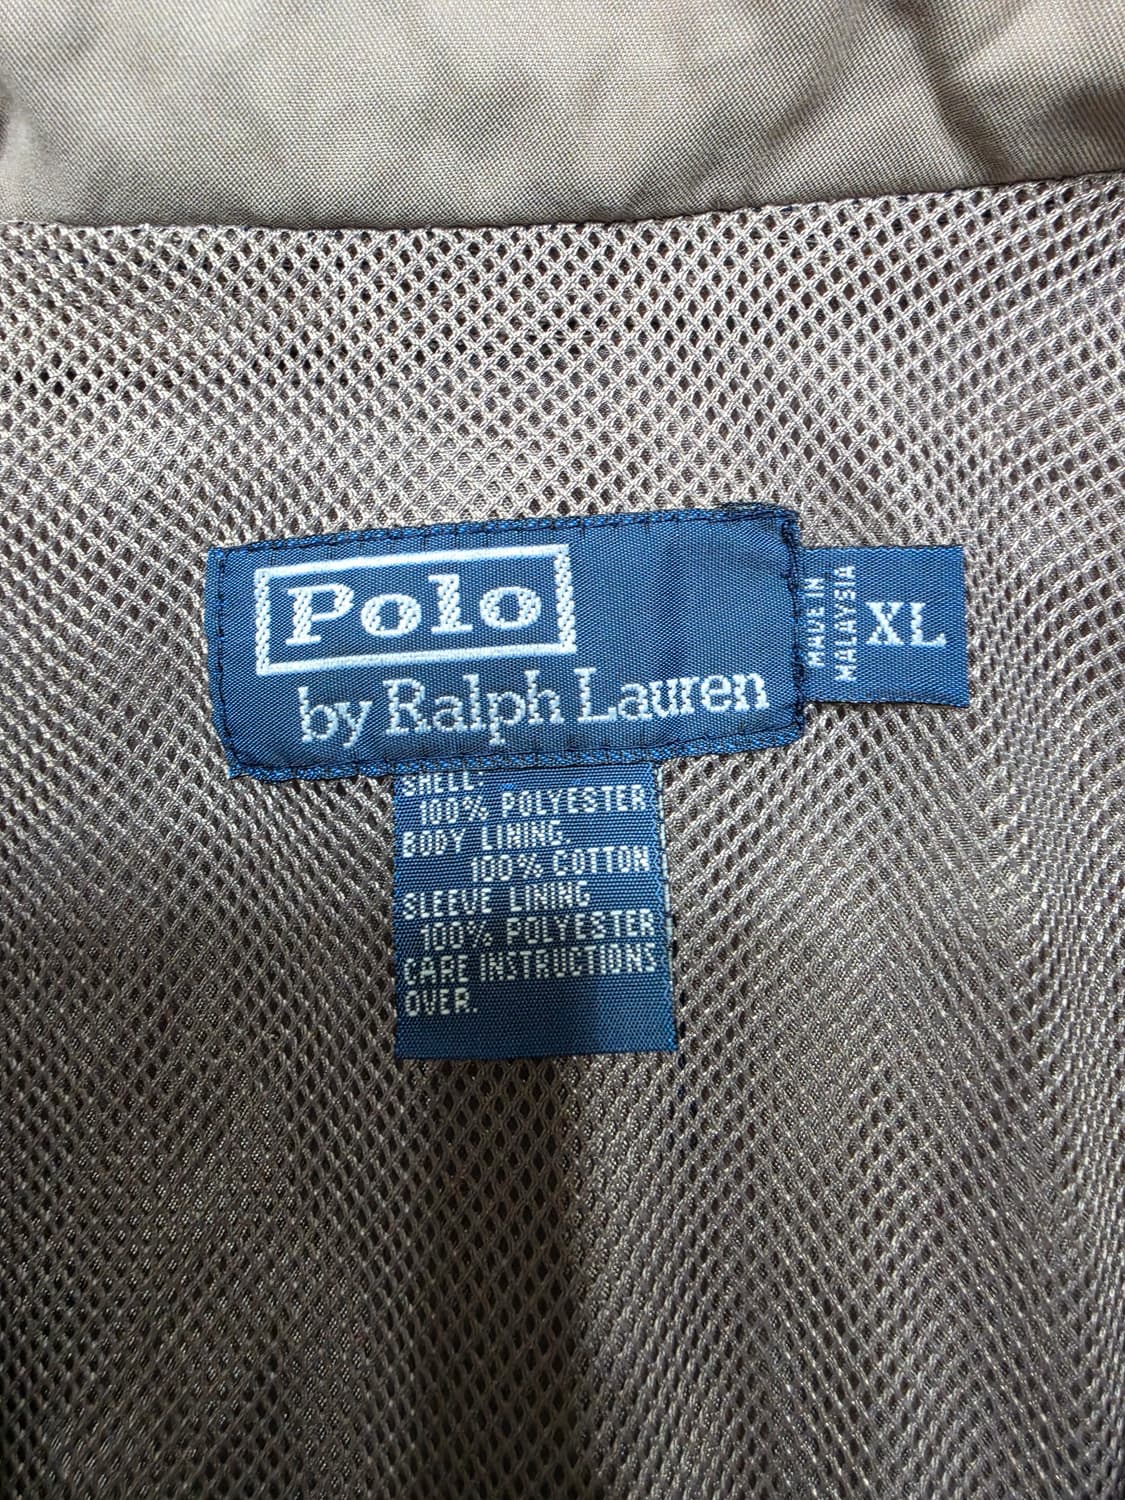 Polo
by Ralph Lauren
MADE IN
MALAYSIA
XL
SHELL:
100% POLYESTER
BODY LINING
100% COTTON
SLEEVE LINING
100% POLYESTER
CARE INSTRUCTIONS
OVER.